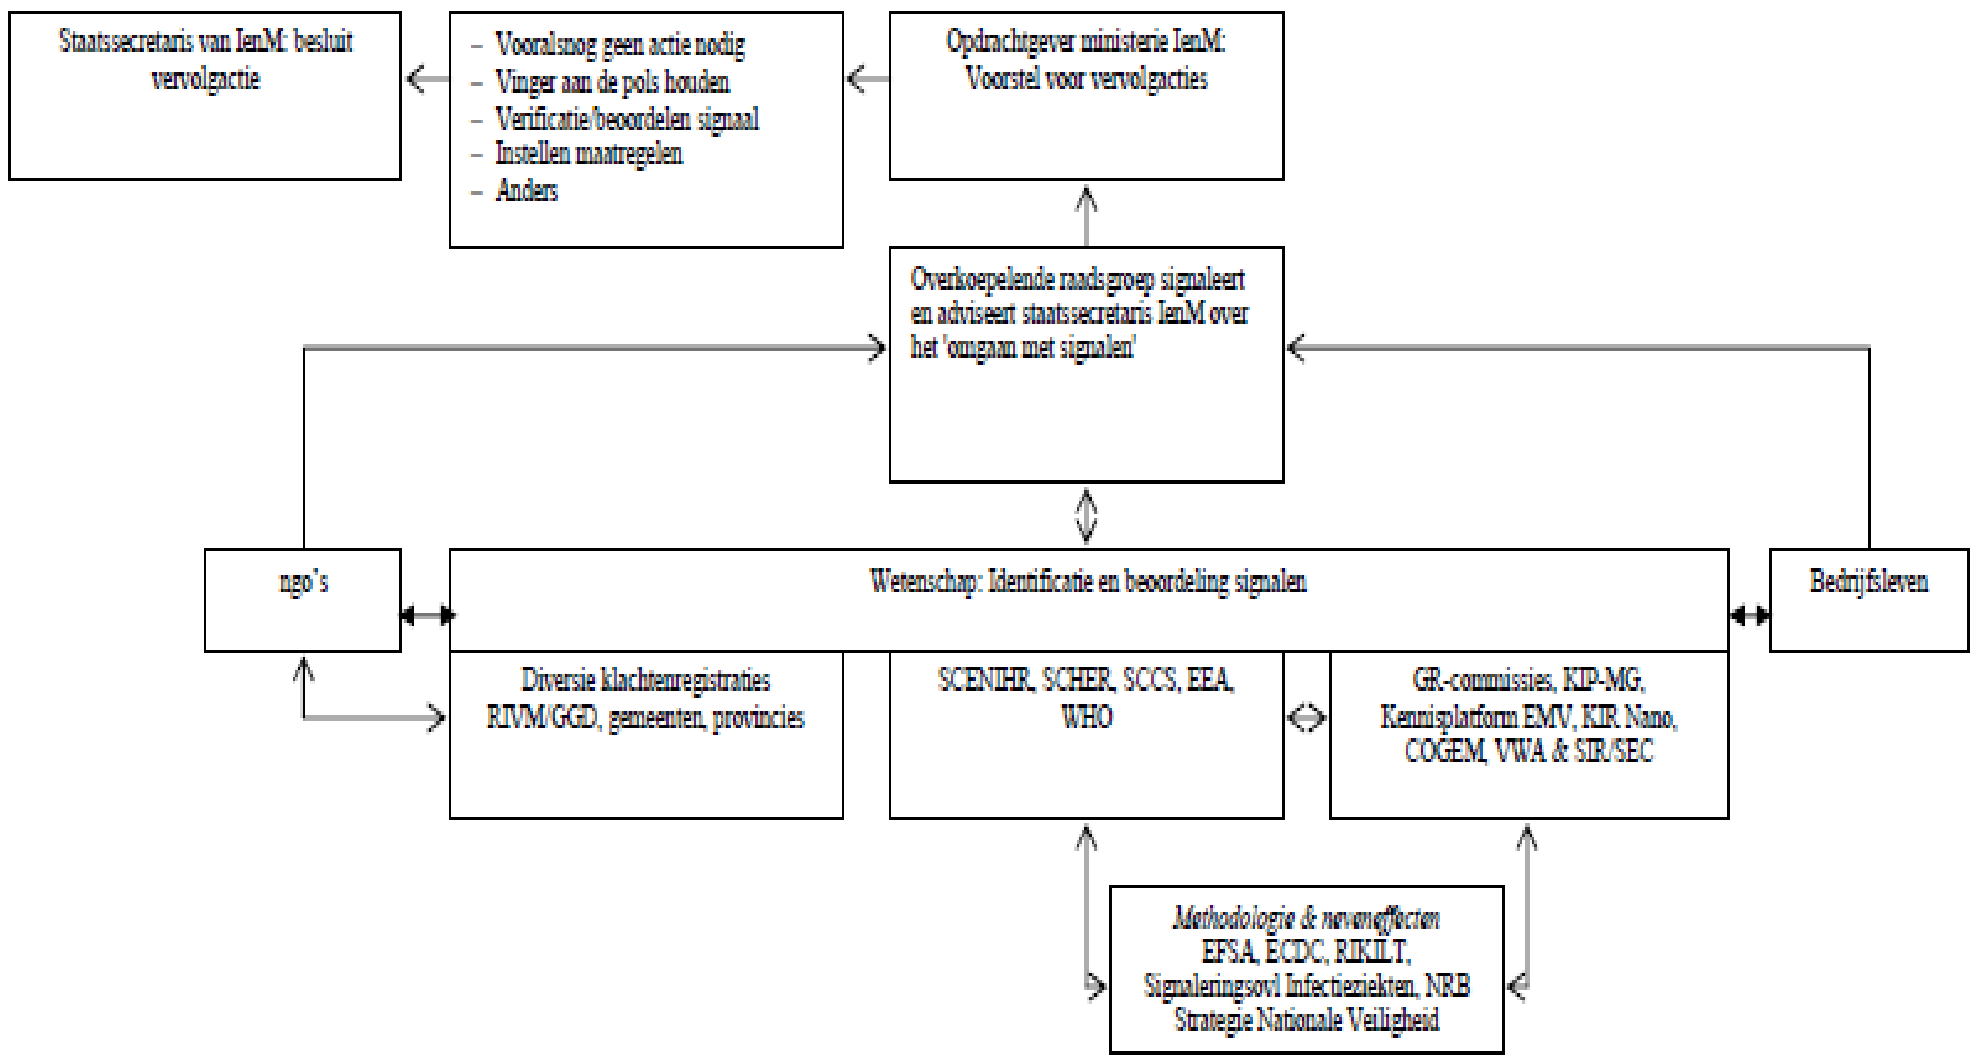 Staatssecretaris van IenM: besluit
vervolgactie
– Vooralsnog geen actie nodig
– Vinger aan de pols houden
– Verificatie/beoordelen signaal
– Instellen maatregelen
– Anders
Opdrachtgever ministerie IenM:
Voorstel voor vervolgacties
Overkoepelende raadsgroep signaleert
en adviseert staatssecretaris IenM over
het 'omgaan met signalen'
ngo's
Wetenschap: Identificatie en beoordeling signalen
Bedrijfsleven
Diversie klachtenregistraties
RIVM/GGD, gemeenten, provincies
SCENIHR, SCHER, SCCS, EEA,
WHO
GR-commissies, KIP-MG,
Kennisplatform EMV, KIR Nano,
COGEM, VWA & SIR/SEC
Methodologie & neveneffecten
EFSA, ECDC, RIKILT,
Signaleringsovl Infectieziekten, NRB
Strategie Nationale Veiligheid